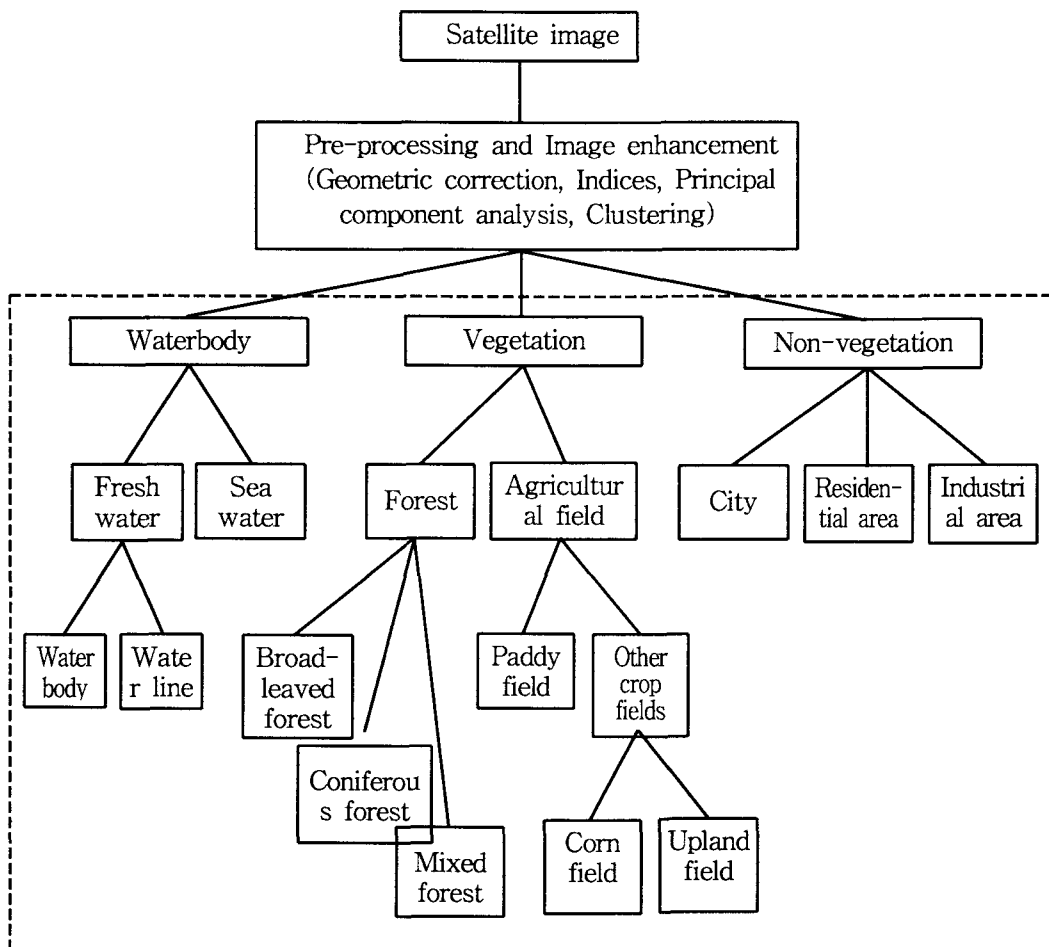 Satellite image
Pre-processing and Image enhancement
(Geometric correction, Indices, Principal
component analysis, Clustering)
Waterbody
Vegetation
Non-vegetation
Fresh
water
Sea
water
Forest
Agricultur
al field
City
Residen-
tial area
Industri
al area
Water
body
Wate
r line
Broad-
leaved
forest
Paddy
field
Other
crop
fields
Coniferou
s forest
Mixed
forest
Corn
field
Upland
field